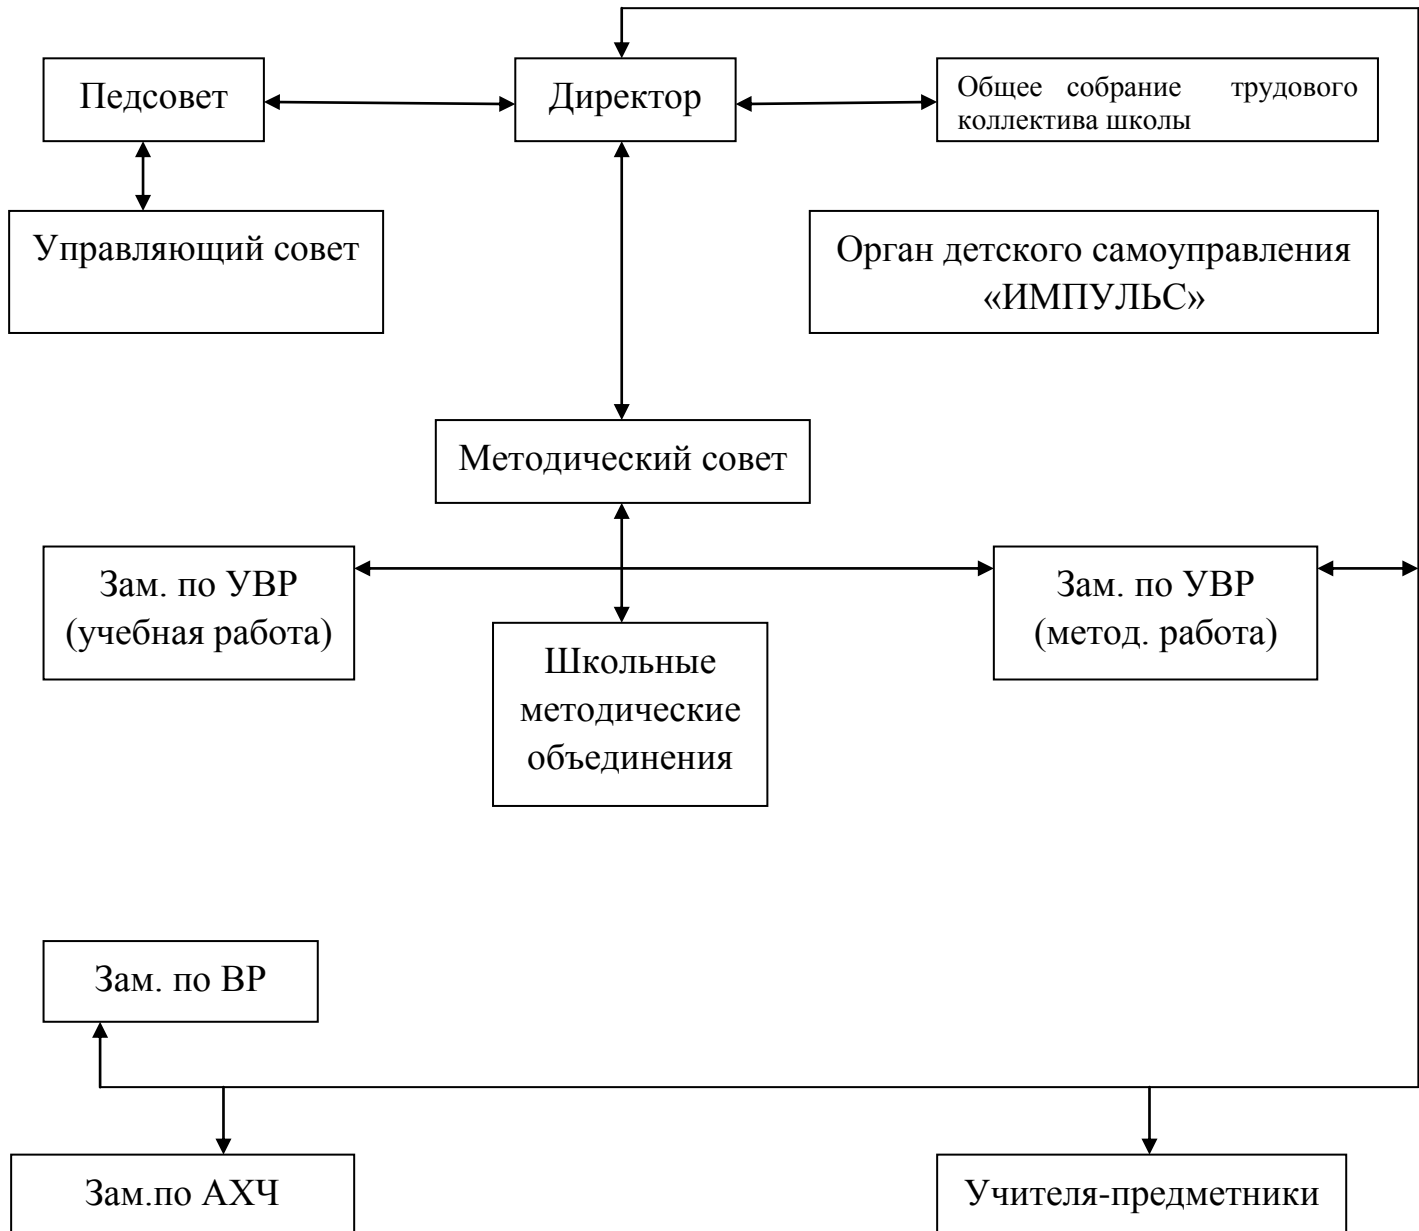 Педсовет
Директор
Общее собрание трудового
коллектива школы
Управляющий совет
Орган детского самоуправления
«ИМПУЛЬС»
Методический совет
Зам. по УВР
(учебная работа)
Зам. по УВР
(метод. работа)
Школьные
методические
объединения
Зам. по ВР
Зам.по АХЧ
Учителя-предметники